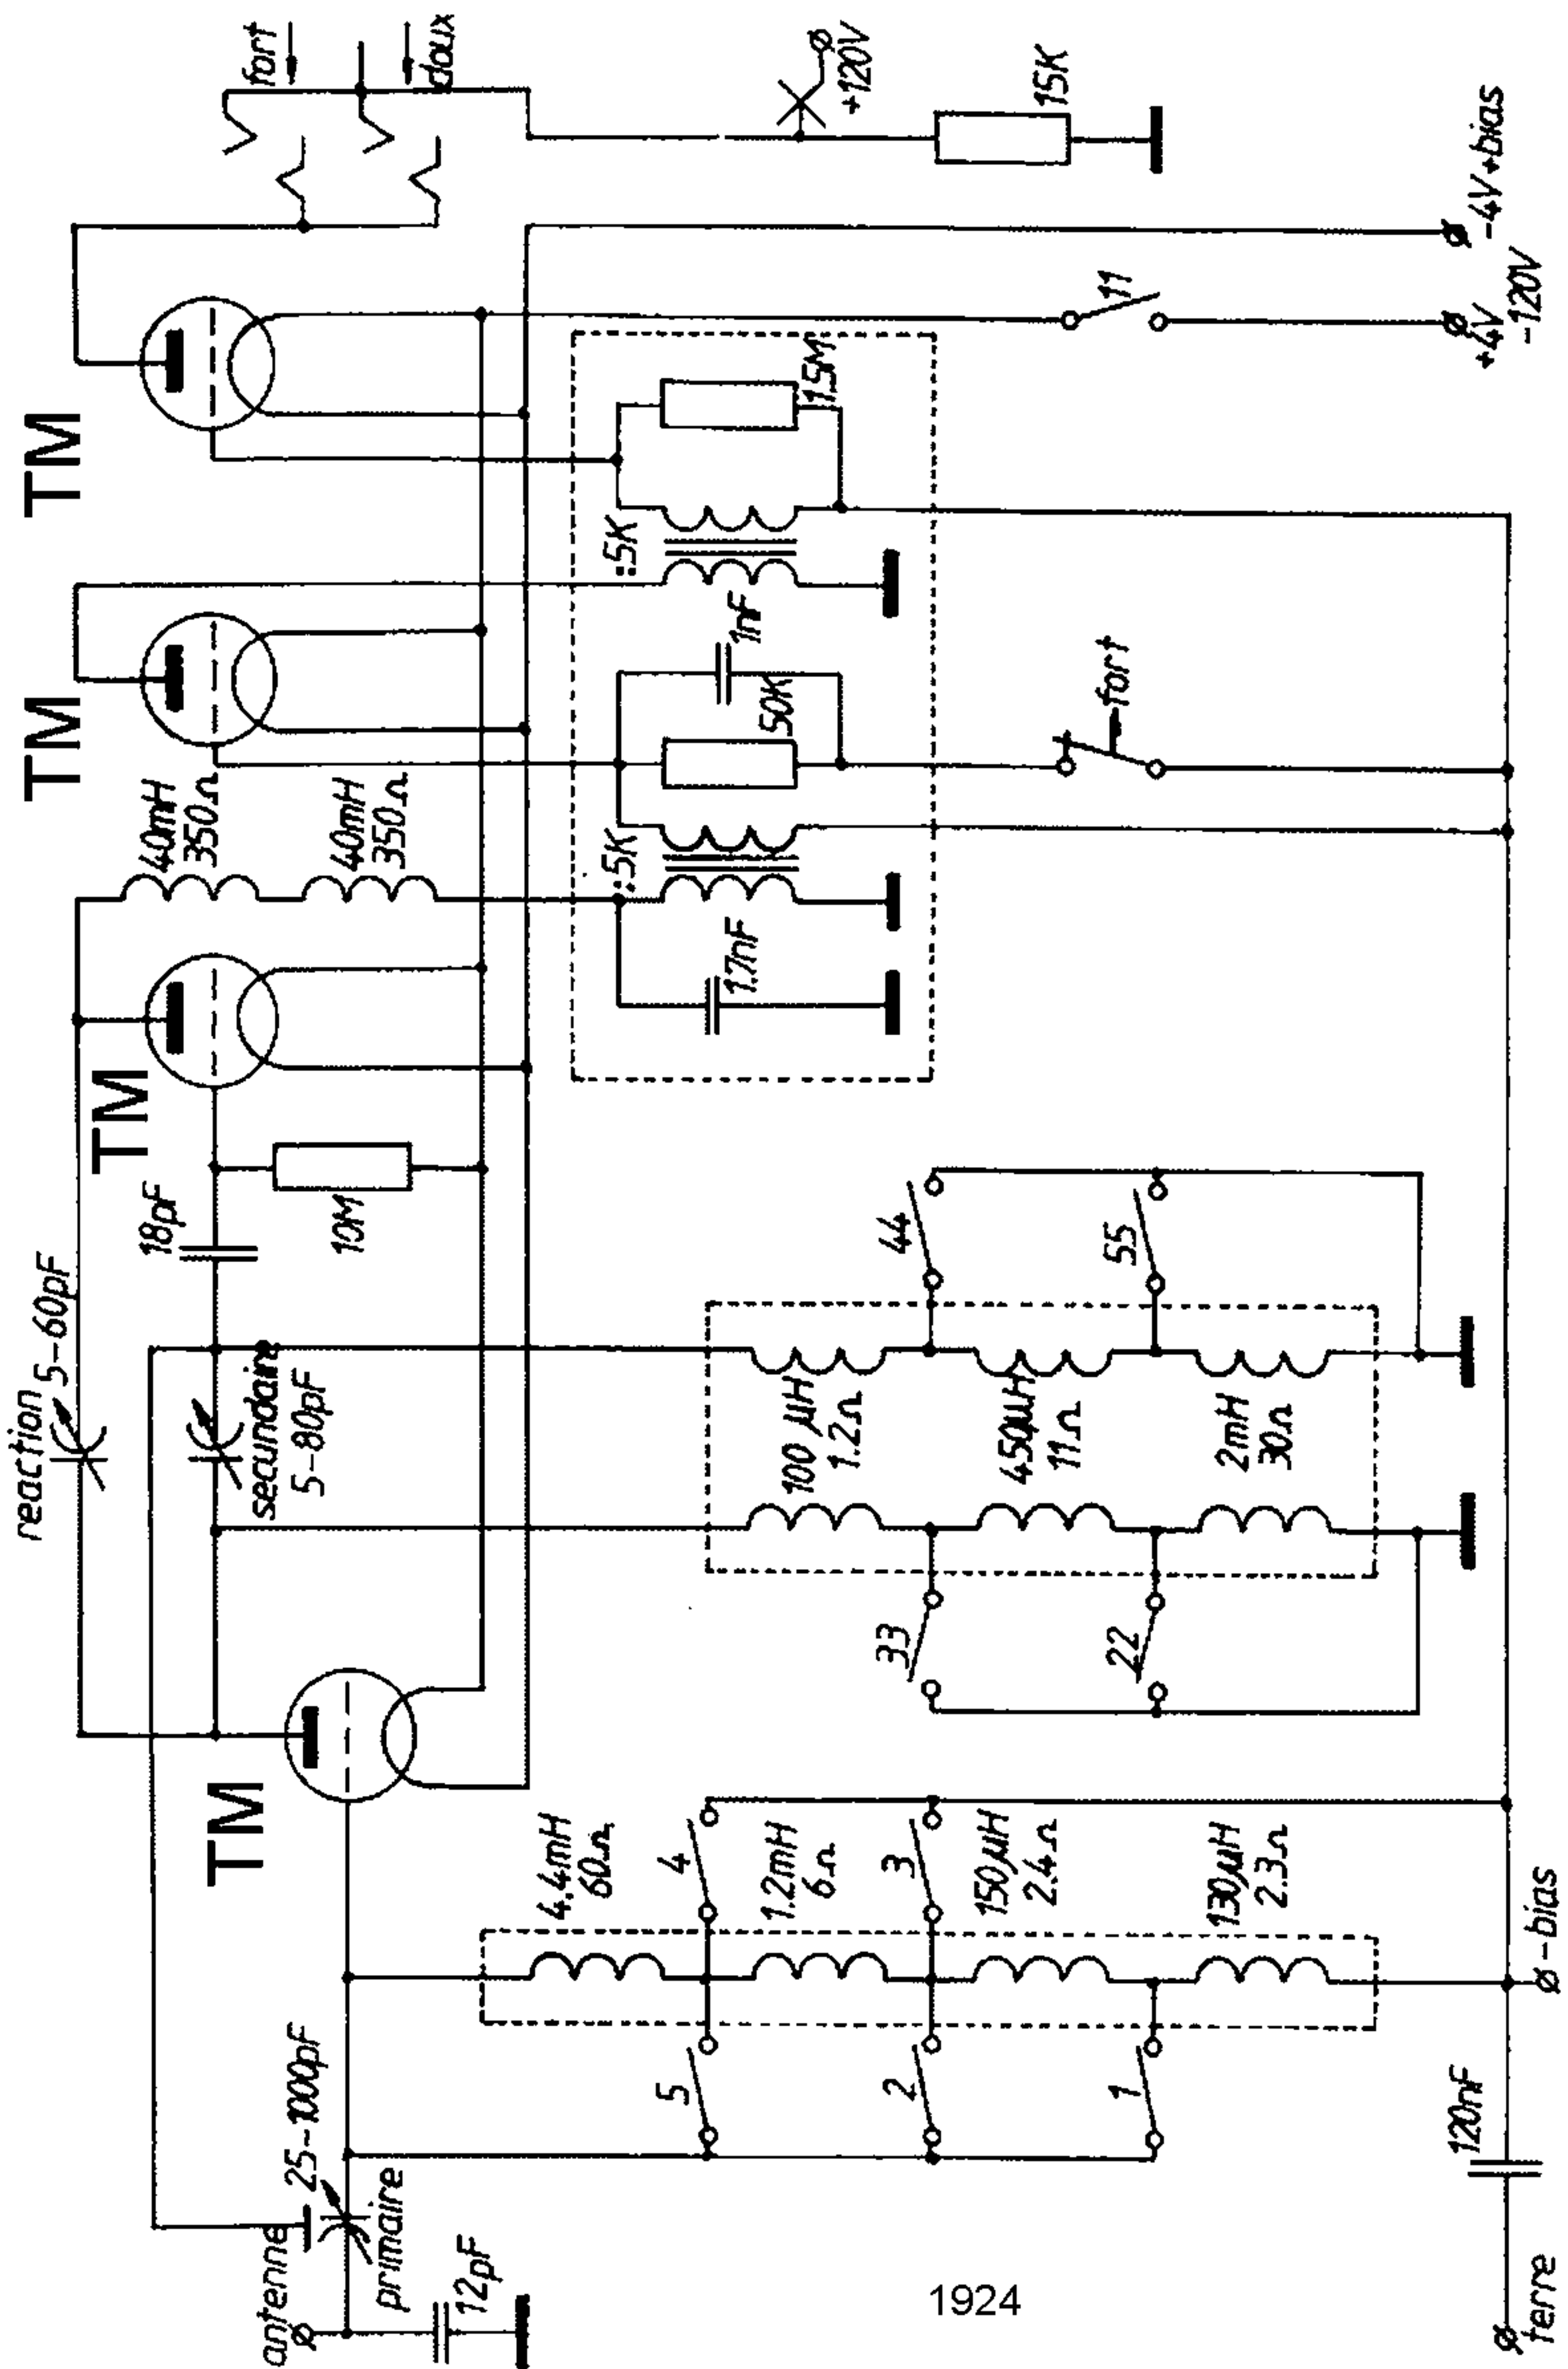 reaction
5-60pF
TM
TM
40mH
350Ω
40mH
350Ω
TM
18pF
TM
fort
doux
antenne
25-1000pF
primaire
12pF
secundaire
5-80pF
10M
4.4mH
60Ω
5
4
1.2mH
6Ω
2
3
150µH
2.4Ω
1
130µH
2.3Ω
100 µH
1.2Ω
33
44
450µH
11Ω
22
55
2mH
30Ω
:5K
1.7nF
50K
1nF
:5K
1.5M
+120V
15K
fort
11
terre
120nF
-bias
+4V
-120V
-4V+bias
1924